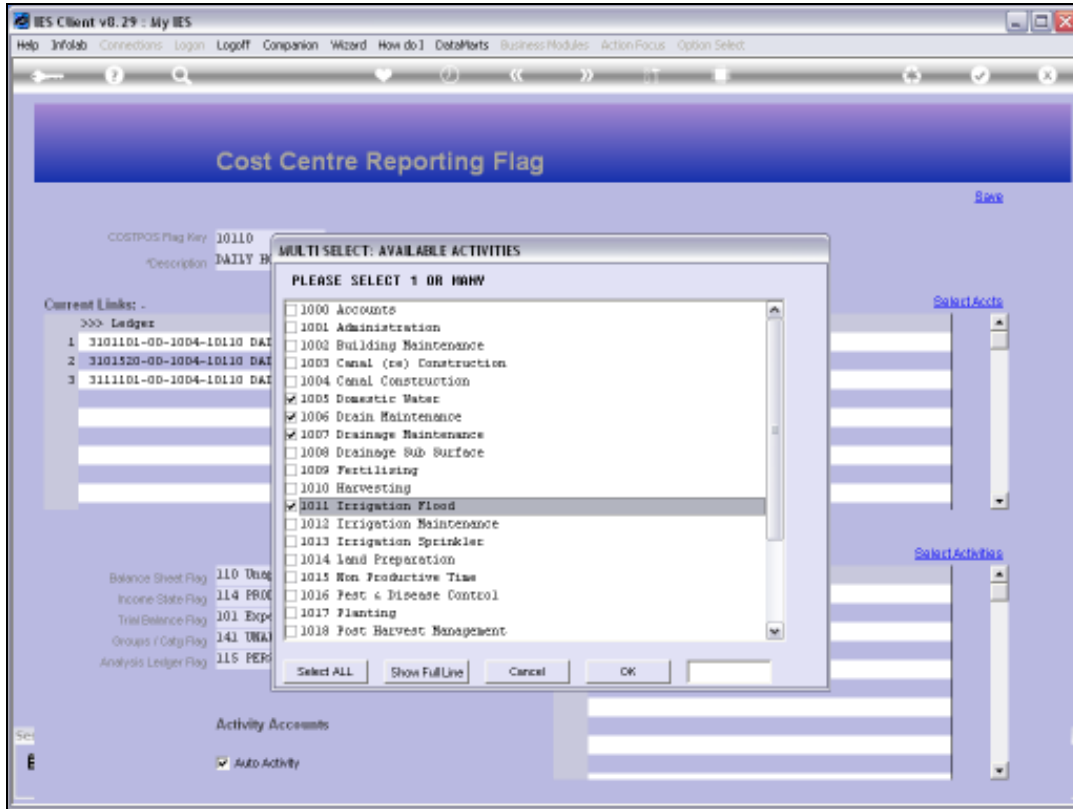 IES Client v8.29 : My IES
Help Infolab Connections Logon Logoff Companion Wizard How do I DataMarts Business Modules Action Focus Option Select
Cost Centre Reporting Flag
Save
COSTPOS Flag Key 10110
*Description DAILY
Current Links: -
Select Accts
>>> Ledger
1 3101101-00-1004-10110 DAI
2 3101520-00-1004-10110 DAI
3 3111101-00-1004-10110 DAI
MULTI SELECT: AVAILABLE ACTIVITIES
PLEASE SELECT 1 OR MANY
1000 Accounts
1001 Administration
1002 Building Maintenance
1003 Canal (re) Construction
1004 Canal Construction
1005 Domestic Water
1006 Drain Maintenance
1007 Drainage Maintenance
1008 Drainage Sub Surface
1009 Fertilizing
1010 Harvesting
1011 Irrigation Flood
1012 Irrigation Maintenance
1013 Irrigation Sprinkler
1014 Land Preparation
1015 Non Productive Time
1016 Pest & Disease Control
1017 Planting
1018 Post Harvest Management
Select ALL Show Full Line Cancel OK
Select Activities
Balance Sheet Flag 110
Income State Flag 114
Trial Balance Flag 101 Expe
Groups / Catg Flag 141
Analysis Ledger Flag 115 PER
Activity Accounts
Auto Activity